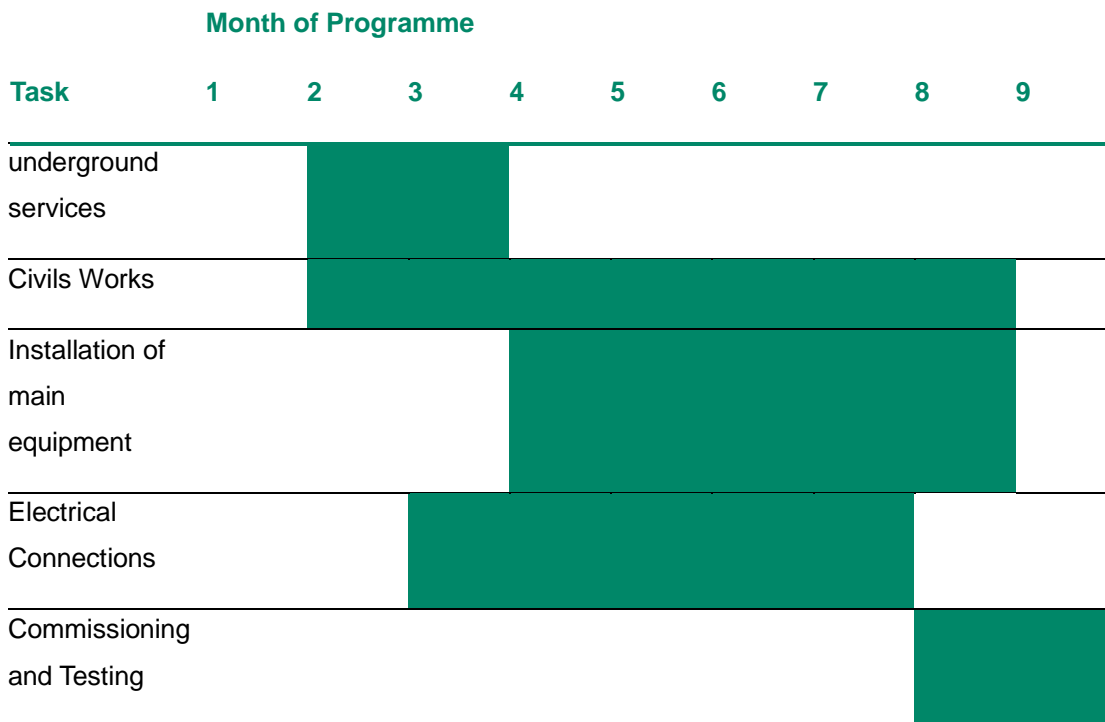 Month of Programme
Task 1 2 3 4 5 6 7 8 9
underground
services
Civils Works
Installation of
main
equipment
Electrical
Connections
Commissioning
and Testing